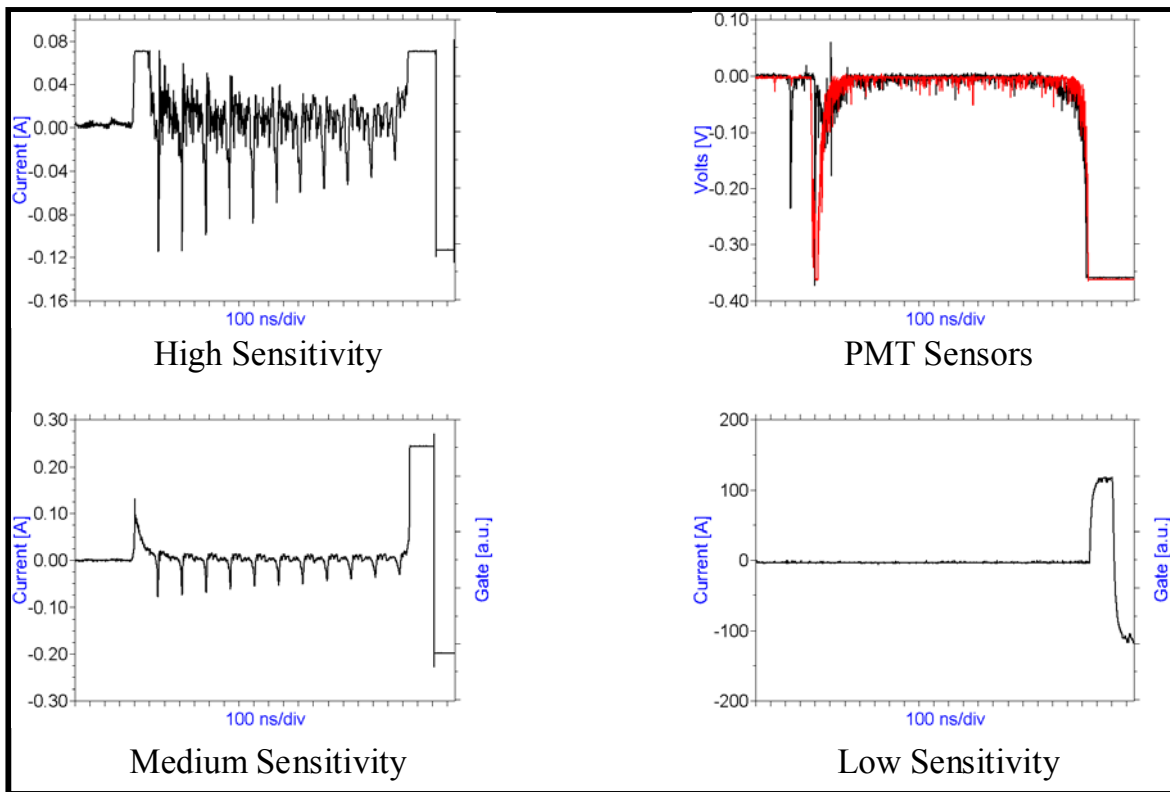 0.08
0.04
0.00
-0.04
-0.08
-0.12
-0.16
Current [A]
100 ns/div
High Sensitivity
0.10
0.00
-0.10
-0.20
-0.30
-0.40
Volts [V]
100 ns/div
PMT Sensors
0.30
0.20
0.10
0.00
-0.10
-0.20
-0.30
Current [A]
Gate [a.u.]
100 ns/div
Medium Sensitivity
200
100
0
-100
-200
Current [A]
Gate [a.u.]
100 ns/div
Low Sensitivity